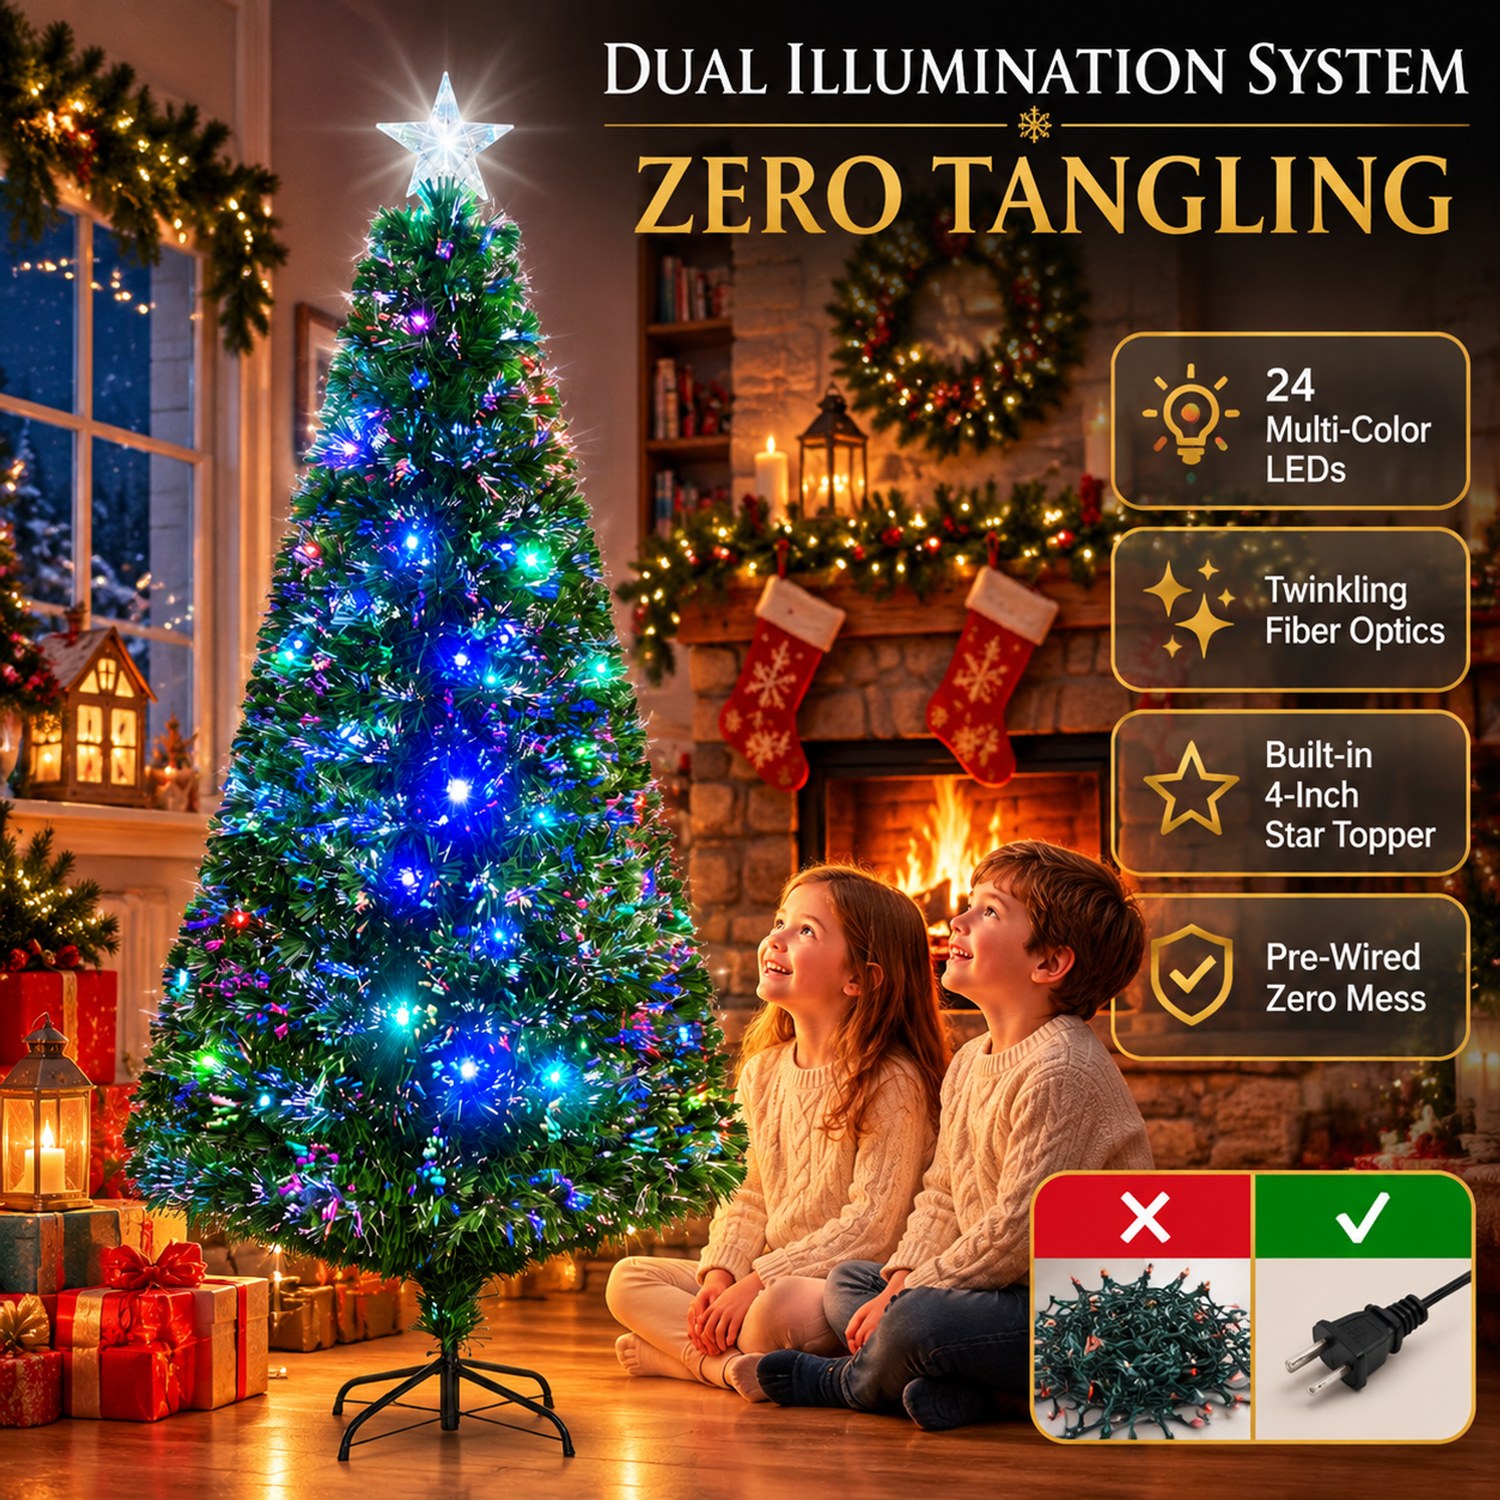 DUAL ILLUMINATION SYSTEM
ZERO TANGLING
24
Multi-Color
LEDs
Twinkling
Fiber Optics
Built-in
4-Inch
Star Topper
Pre-Wired
Zero Mess